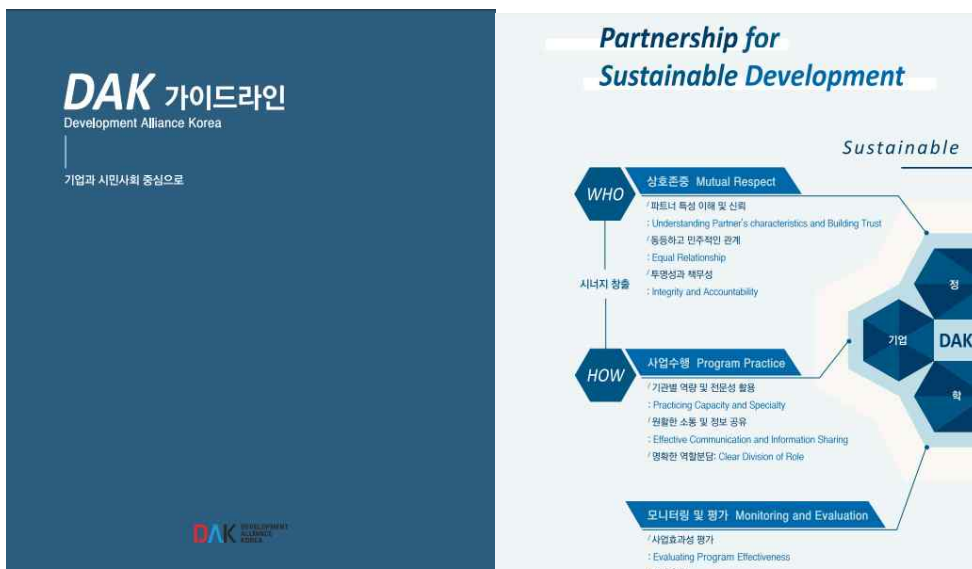 DAK 가이드라인
Development Alliance Korea
기업과 시민사회 중심으로
DAK DEVELOPMENT
ALLIANCE
KOREA
Partnership for
Sustainable Development
Sustainable
WHO
상호존중 Mutual Respect
파트너 특성 이해 및 신뢰
: Understanding Partner's characteristics and Building Trust
동등하고 민주적인 관계
: Equal Relationship
투명성과 책무성
: Integrity and Accountability
시너지 창출
정
기업
DAK
학
HOW
사업수행 Program Practice
기관별 역량 및 전문성 활용
: Practicing Capacity and Specialty
원활한 소통 및 정보 공유
: Effective Communication and Information Sharing
명확한 역할분담: Clear Division of Role
모니터링 및 평가 Monitoring and Evaluation
사업효과성 평가
: Evaluating Program Effectiveness